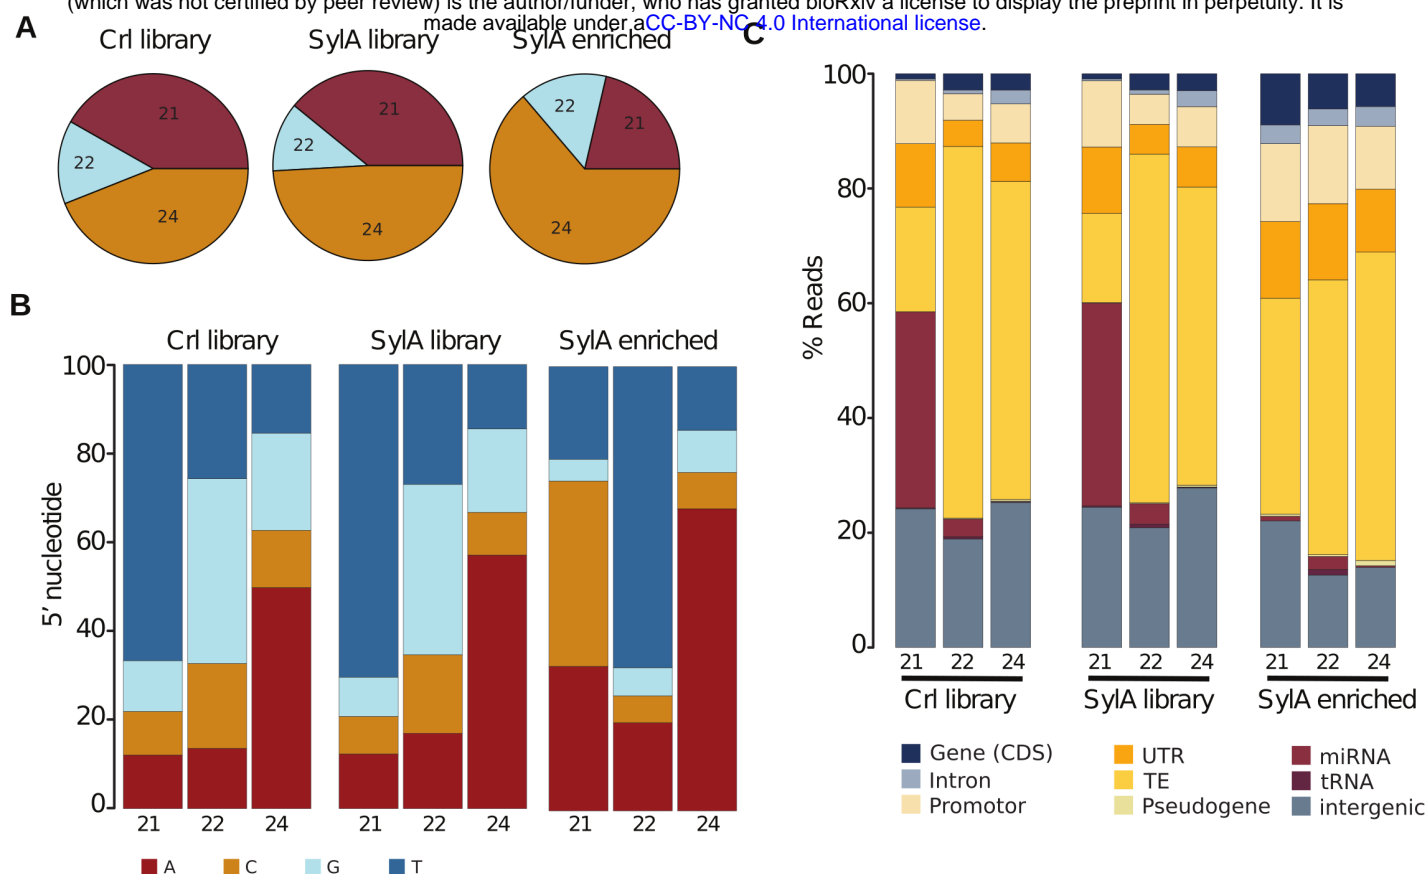 (which was not certified by peer review) is the author/funder, who has granted bioRxiv a license to display the preprint in perpetuity. It is
made available under aCC-BY-NC 4.0 International license.
A
Crl library
SylA library
SylA enriched
21
22
24
21
22
24
22
21
24
B
Crl library
SylA library
SylA enriched
5' nucleotide
100
80
60
40
20
0
21 22 24
21 22 24
21 22 24
A C G T
C
% Reads
100
80
60
40
20
0
21 22 24
21 22 24
21 22 24
Crl library
SylA library
SylA enriched
Gene (CDS)
Intron
Promotor
UTR
TE
Pseudogene
miRNA
tRNA
intergenic